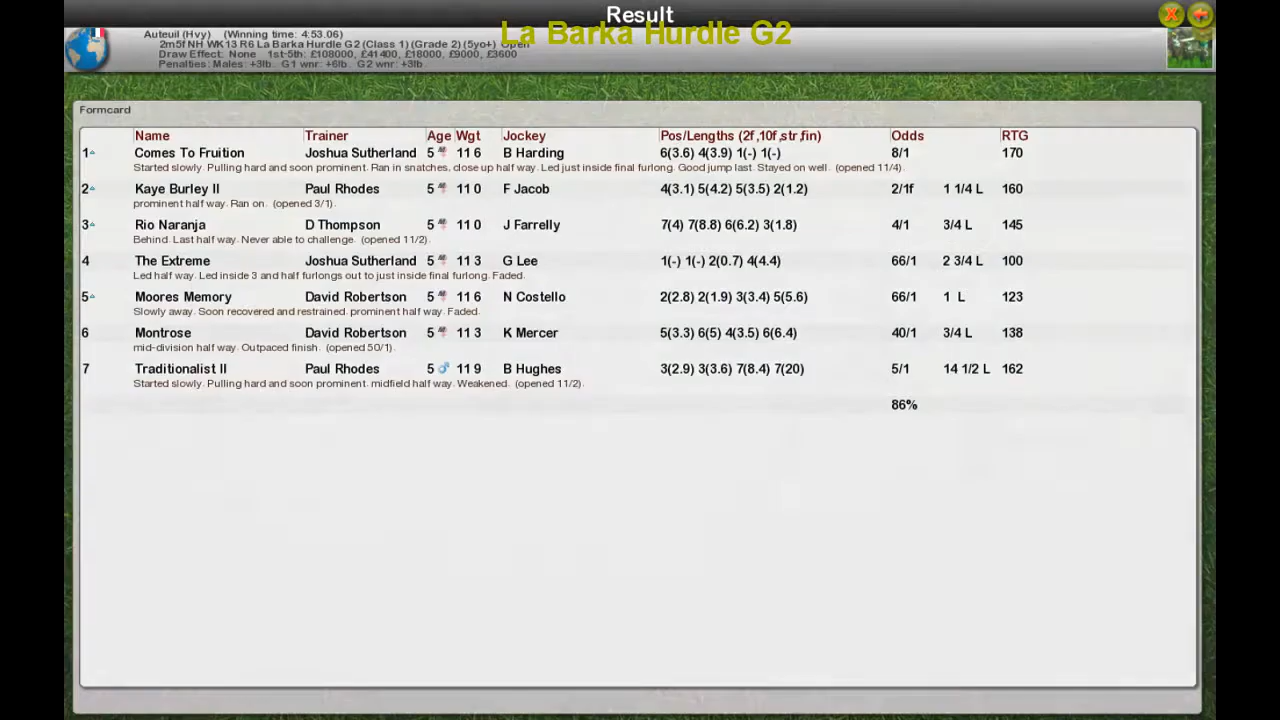 Result
La Barka Hurdle G2
Auteuil (Hvy) (Winning time: 4:53.06)
2m5f NH WK13 R6 La Barka Hurdle G2 (Class 1) (Grade 2) (5yo+) Open
Draw Effect: None 1st-5th: £108000, £41400, £18000, £9000, £3600
Penalties: Males: +3lb. G1 wnr: +6lb. G2 wnr: +3lb.
Formcard
Name Trainer Age Wgt Jockey Pos/Lengths (2f,10f,str,fin) Odds RTG
1 Comes To Fruition Joshua Sutherland 5 11 6 B Harding 6(3.6) 4(3.9) 1(-) 1(-) 8/1 170
Started slowly. Pulling hard and soon prominent. Ran in snatches, close up half way. Led just inside final furlong. Good jump last. Stayed on well. (opened 11/4).
2 Kaye Burley II Paul Rhodes 5 11 0 F Jacob 4(3.1) 5(4.2) 5(3.5) 2(1.2) 2/1f 1 1/4 L 160
prominent half way. Ran on. (opened 3/1).
3 Rio Naranja D Thompson 5 11 0 J Farrelly 7(4) 7(8.8) 6(6.2) 3(1.8) 4/1 3/4 L 145
Behind. Last half way. Never able to challenge. (opened 11/2).
4 The Extreme Joshua Sutherland 5 11 3 G Lee 1(-) 1(-) 2(0.7) 4(4.4) 66/1 2 3/4 L 100
Led half way. Led inside 3 and half furlongs out to just inside final furlong. Faded.
5 Moores Memory David Robertson 5 11 6 N Costello 2(2.8) 2(1.9) 3(3.4) 5(5.6) 66/1 1 L 123
Slowly away. Soon recovered and restrained. prominent half way. Faded.
6 Montrose David Robertson 5 11 3 K Mercer 5(3.3) 6(5) 4(3.5) 6(6.4) 40/1 3/4 L 138
mid-division half way. Outpaced finish. (opened 50/1).
7 Traditionalist II Paul Rhodes 5 11 9 B Hughes 3(2.9) 3(3.6) 7(8.4) 7(20) 5/1 14 1/2 L 162
Started slowly. Pulling hard and soon prominent. midfield half way. Weakened. (opened 11/2).
86%